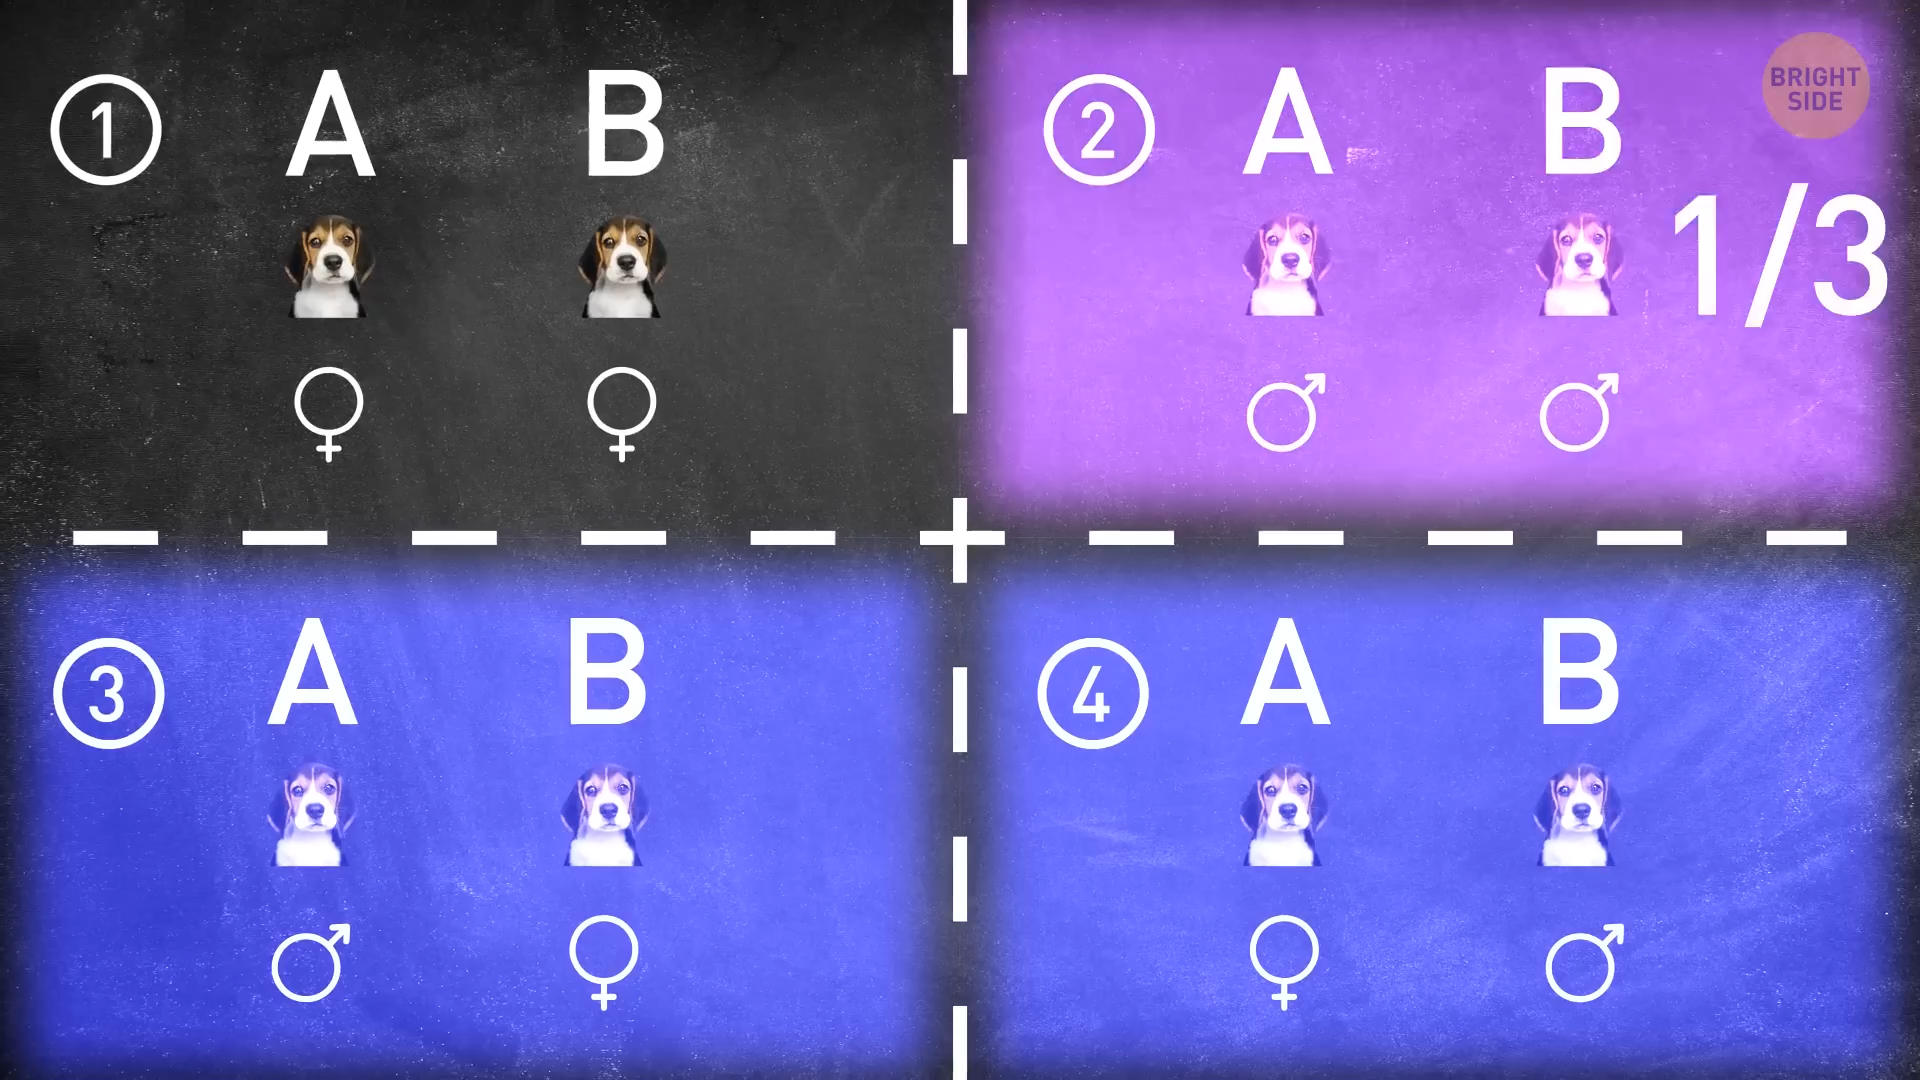 1 A B
2 A B
BRIGHT
SIDE
1/3
♀ ♀
♂ ♂
3 A B
4 A B
♂ ♀
♀ ♂